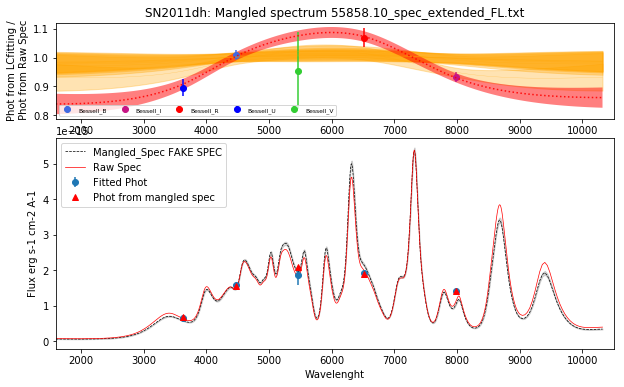 SN2011dh: Mangled spectrum 55858.10_spec_extended_FL.txt
Phot from LCfitting /
Phot from Raw Spec
1.1
1.0
0.9
0.8
Bessell_B
Bessell_I
Bessell_R
Bessell_U
Bessell_V
2000 3000 4000 5000 6000 7000 8000 9000 10000
Flux erg s-1 cm-2 A-1
5
4
3
2
1
0
Mangled_Spec FAKE SPEC
Raw Spec
Fitted Phot
Phot from mangled spec
2000 3000 4000 5000 6000 7000 8000 9000 10000
Wavelenght